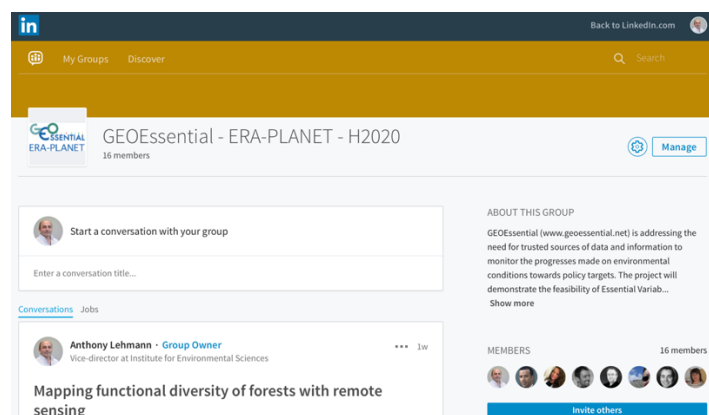 in
Back to LinkedIn.com
My Groups Discover
Search
GEOEssential
ERA-PLANET
GEOEssential - ERA-PLANET - H2020
16 members
Manage
Start a conversation with your group
Enter a conversation title...
Conversations Jobs
Anthony Lehmann · Group Owner
1w
Vice-director at Institute for Environmental Sciences
Mapping functional diversity of forests with remote
sensing
ABOUT THIS GROUP
GEOEssential (www.geoessential.net) is addressing the
need for trusted sources of data and information to
monitor the progresses made on environmental
conditions towards policy targets. The project will
demonstrate the feasibility of Essential Variab...
Show more
MEMBERS 16 members
Invite others